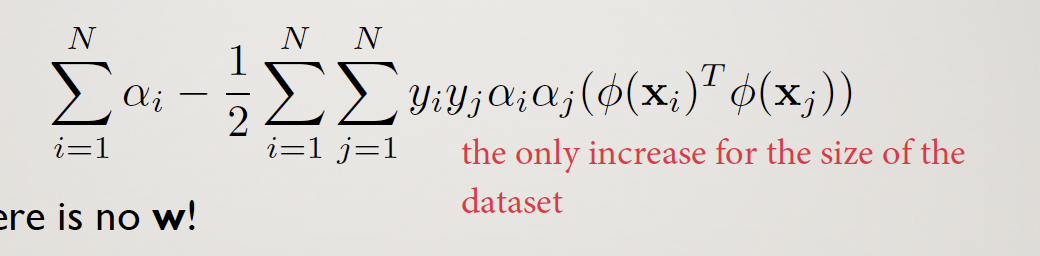 \sum_{i=1}^{N} \alpha_i - \frac{1}{2} \sum_{i=1}^{N} \sum_{j=1}^{N} y_i y_j \alpha_i \alpha_j (\phi(\mathbf{x}_i)^T \phi(\mathbf{x}_j))
the only increase for the size of the
dataset
ere is no w!